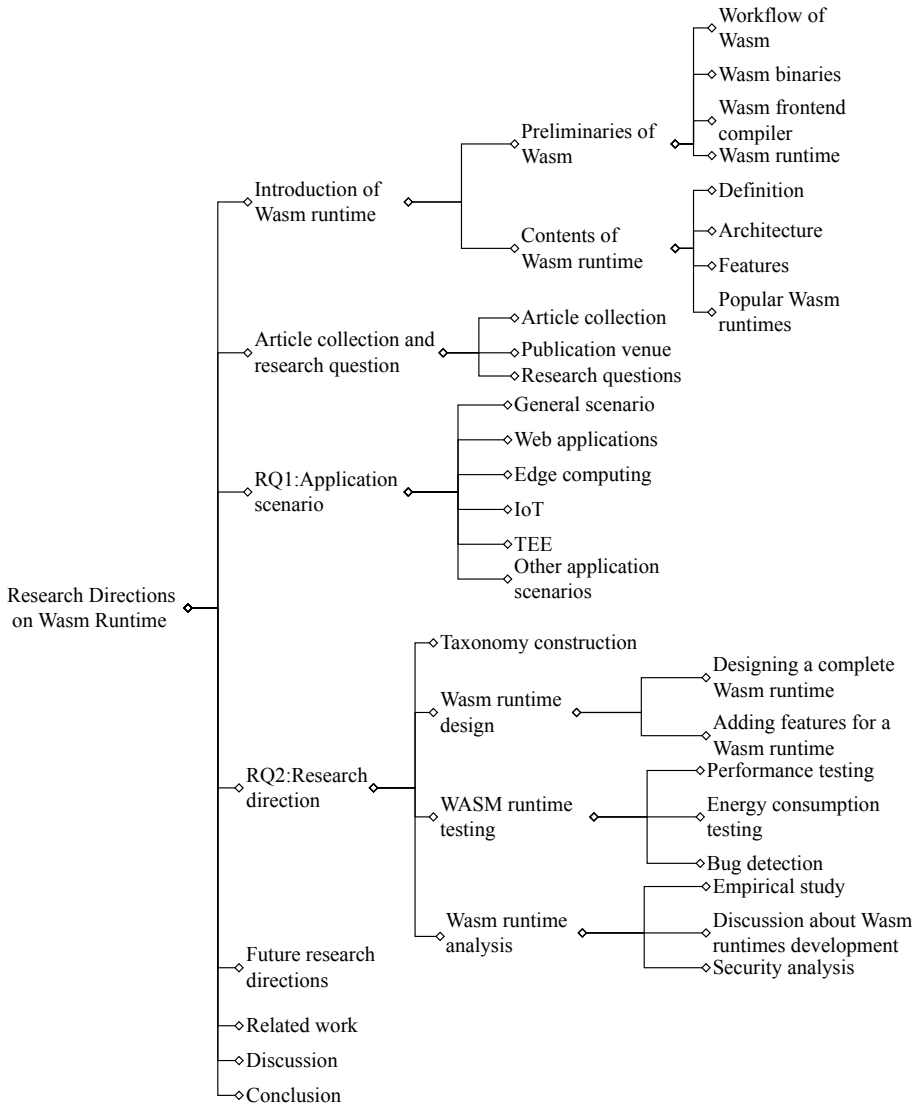 Research Directions
on Wasm Runtime
Introduction of
Wasm runtime
Preliminaries of
Wasm
Workflow of
Wasm
Wasm binaries
Wasm frontend
compiler
Wasm runtime
Contents of
Wasm runtime
Definition
Architecture
Features
Popular Wasm
runtimes
Article collection and
research question
Article collection
Publication venue
Research questions
RQ1:Application
scenario
General scenario
Web applications
Edge computing
IoT
TEE
Other application
scenarios
RQ2:Research
direction
Taxonomy construction
Wasm runtime
design
Designing a complete
Wasm runtime
Adding features for a
Wasm runtime
WASM runtime
testing
Performance testing
Energy consumption
testing
Bug detection
Wasm runtime
analysis
Empirical study
Discussion about Wasm
runtimes development
Security analysis
Future research
directions
Related work
Discussion
Conclusion